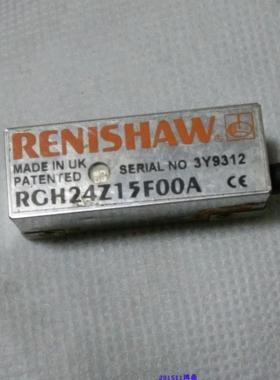 RENISHAW
MADE IN UK
PATENTED
SERIAL NO 3Y9312
RGH24Z15F00A CE